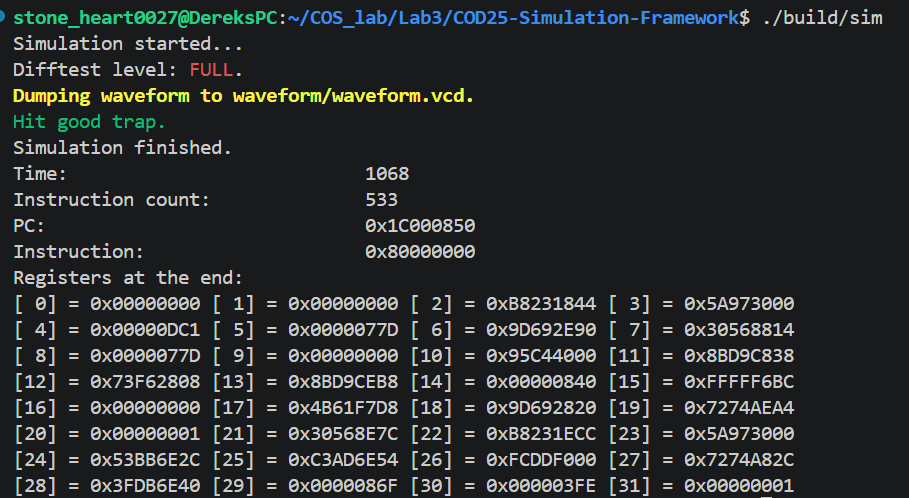 stone_heart0027@DereksPC:~/COS_lab/Lab3/COD25-Simulation-Framework$ ./build/sim
Simulation started...
Difftest level: FULL.
Dumping waveform to waveform/waveform.vcd.
Hit good trap.
Simulation finished.
Time: 1068
Instruction count: 533
PC: 0x1C000850
Instruction: 0x80000000
Registers at the end:
[ 0] = 0x00000000 [ 1] = 0x00000000 [ 2] = 0xB8231844 [ 3] = 0x5A973000
[ 4] = 0x00000DC1 [ 5] = 0x0000077D [ 6] = 0x9D692E90 [ 7] = 0x30568814
[ 8] = 0x0000077D [ 9] = 0x00000000 [10] = 0x95C44000 [11] = 0x8BD9C838
[12] = 0x73F62808 [13] = 0x8BD9CEB8 [14] = 0x00000840 [15] = 0xFFFFF6BC
[16] = 0x00000000 [17] = 0x4B61F7D8 [18] = 0x9D692820 [19] = 0x7274AEA4
[20] = 0x00000001 [21] = 0x30568E7C [22] = 0xB8231ECC [23] = 0x5A973000
[24] = 0x53BB6E2C [25] = 0xC3AD6E54 [26] = 0xFCDDF000 [27] = 0x7274A82C
[28] = 0x3FDB6E40 [29] = 0x0000086F [30] = 0x000003FE [31] = 0x00000001